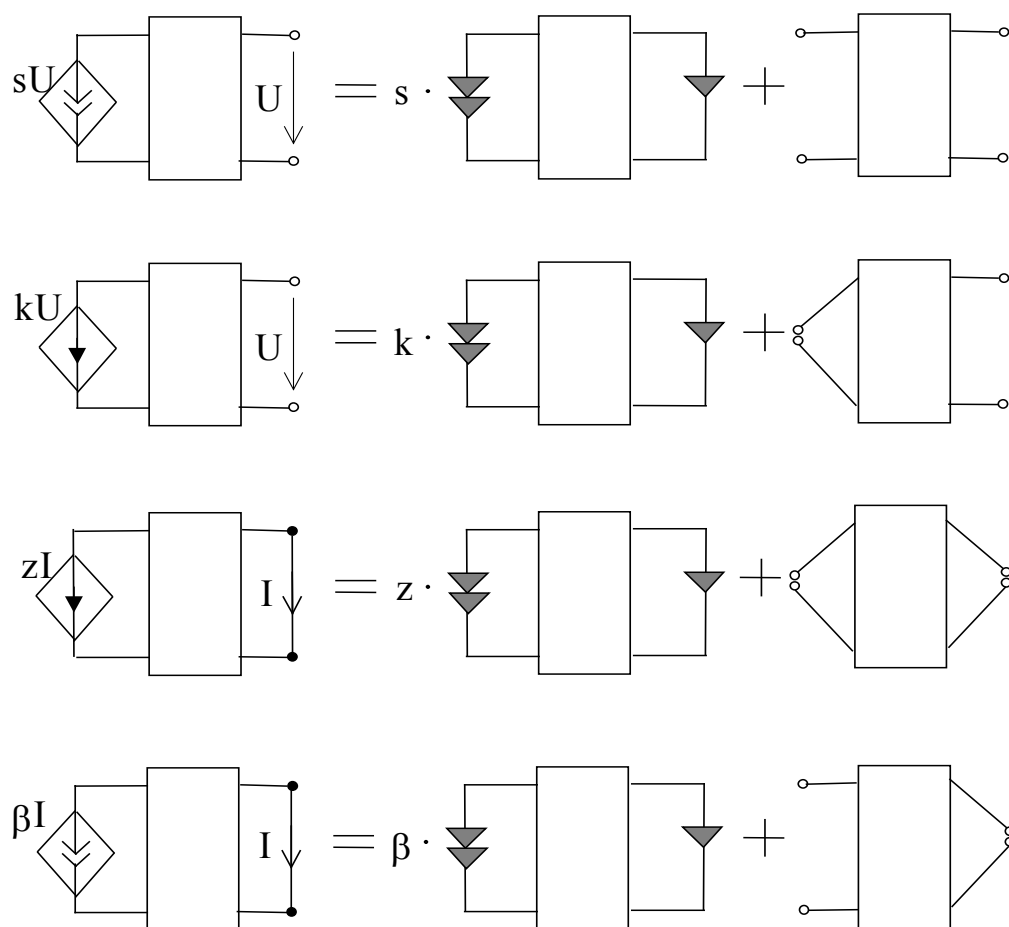 sU U = s · +
kU U = k · +
zI I = z · +
βI I = β · +